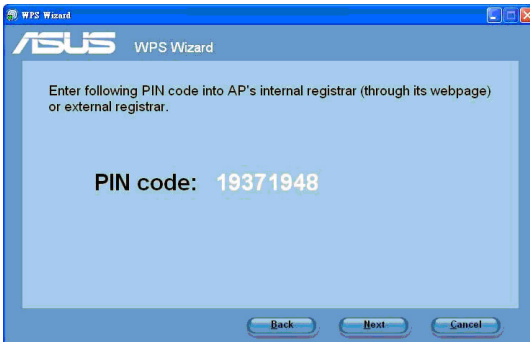 WPS Wizard
ASUS WPS Wizard
Enter following PIN code into AP's internal registrar (through its webpage)
or external registrar.
PIN code: 19371948
Back Next Cancel